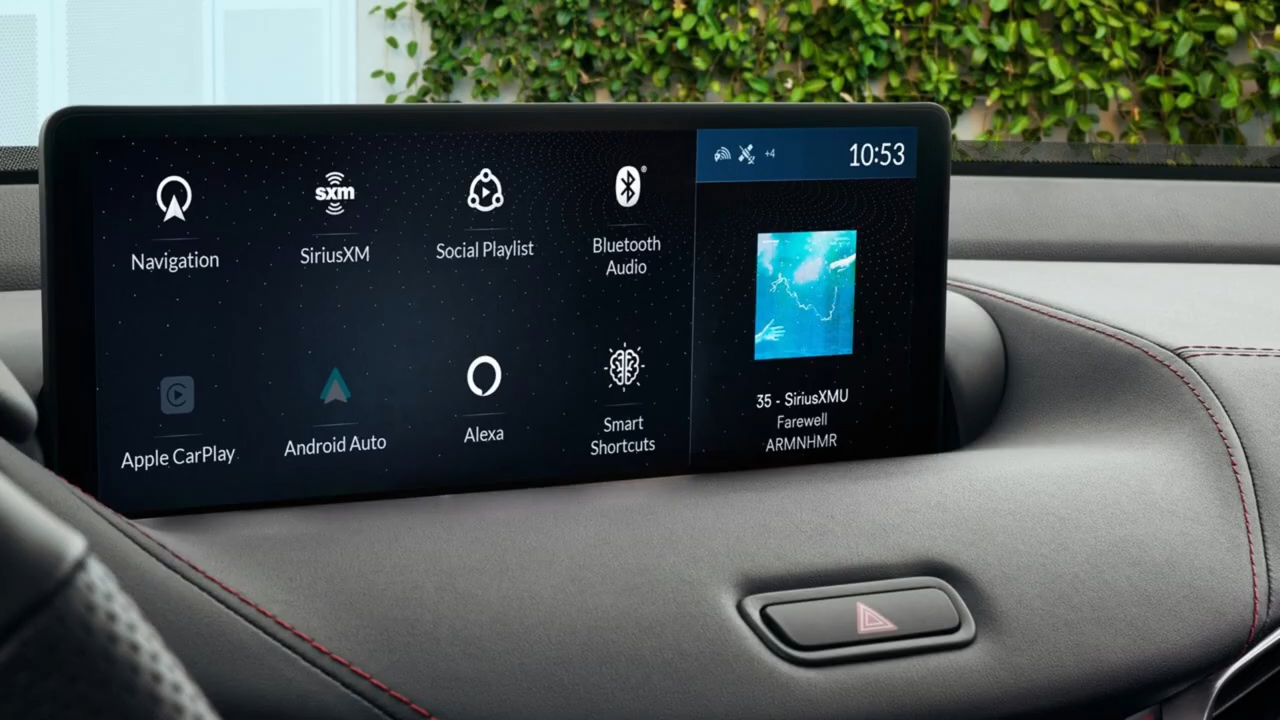 +4
10:53
sxm
®
Navigation
SiriusXM
Social Playlist
Bluetooth
Audio
Apple CarPlay
Android Auto
Alexa
Smart
Shortcuts
35 - SiriusXMU
Farewell
ARMNHMR